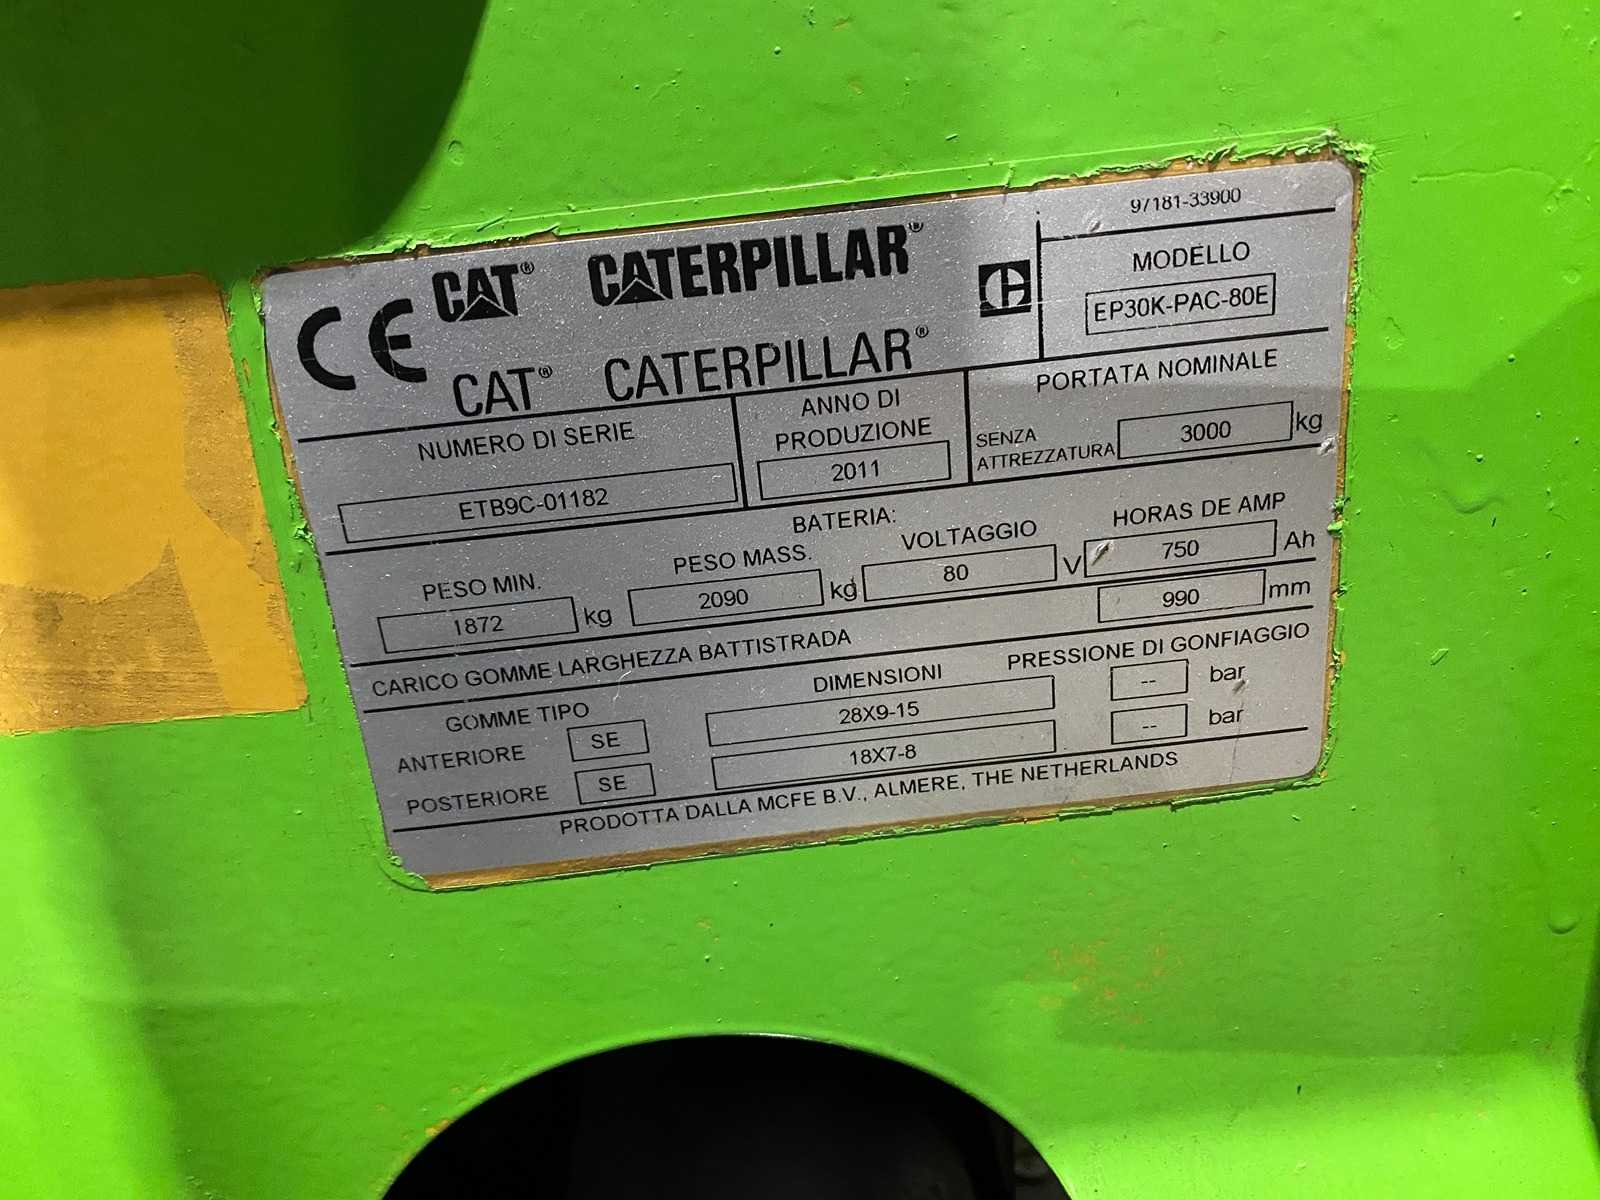 97181-33900
CE CAT® CATERPILLAR®
CAT® CATERPILLAR®
MODELLO
EP30K-PAC-80E
NUMERO DI SERIE
ETB9C-01182
ANNO DI
PRODUZIONE
2011
PORTATA NOMINALE
SENZA
ATTREZZATURA 3000 kg
BATERIA:
PESO MIN. PESO MASS. VOLTAGGIO HORAS DE AMP
1872 kg 2090 kg 80 V 750 Ah
CARICO GOMME LARGHEZZA BATTISTRADA 990 mm
GOMME TIPO DIMENSIONI PRESSIONE DI GONFIAGGIO
ANTERIORE SE 28X9-15 -- bar
POSTERIORE SE 18X7-8 -- bar
PRODOTTA DALLA MCFE B.V., ALMERE, THE NETHERLANDS